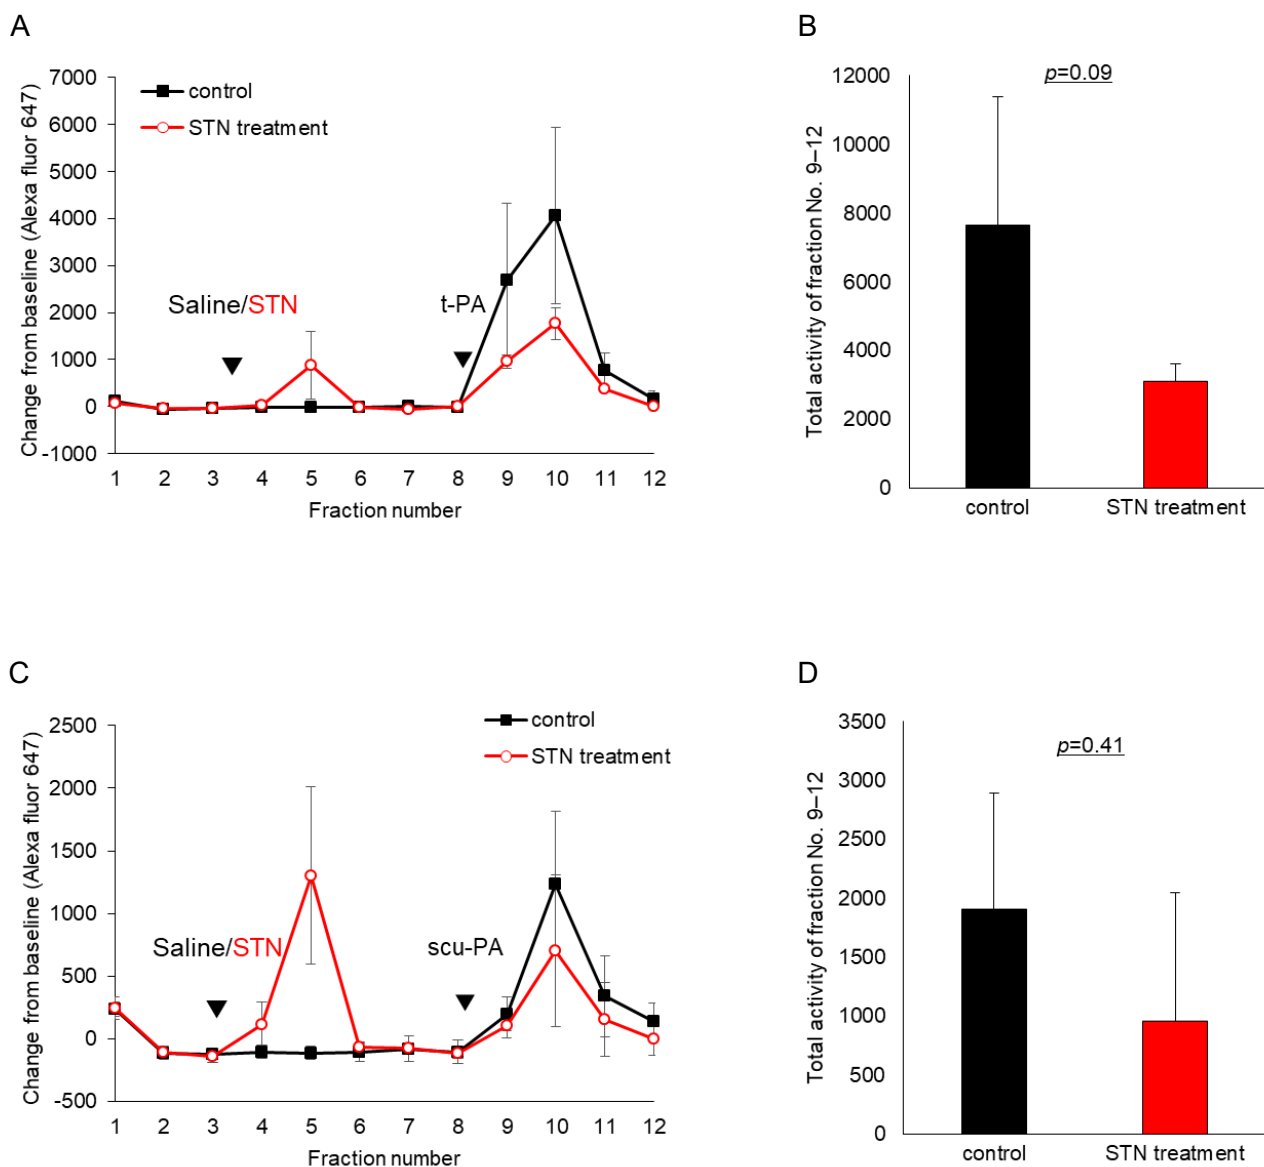 A
Change from baseline (Alexa fluor 647)
7000
6000
5000
4000
3000
2000
1000
0
-1000
control
STN treatment
Saline/STN
t-PA
1 2 3 4 5 6 7 8 9 10 11 12
Fraction number
B
Total activity of fraction No. 9–12
12000
10000
8000
6000
4000
2000
0
p=0.09
control STN treatment
C
Change from baseline (Alexa fluor 647)
2500
2000
1500
1000
500
0
-500
control
STN treatment
Saline/STN
scu-PA
1 2 3 4 5 6 7 8 9 10 11 12
Fraction number
D
Total activity of fraction No. 9–12
3500
3000
2500
2000
1500
1000
500
0
p=0.41
control STN treatment